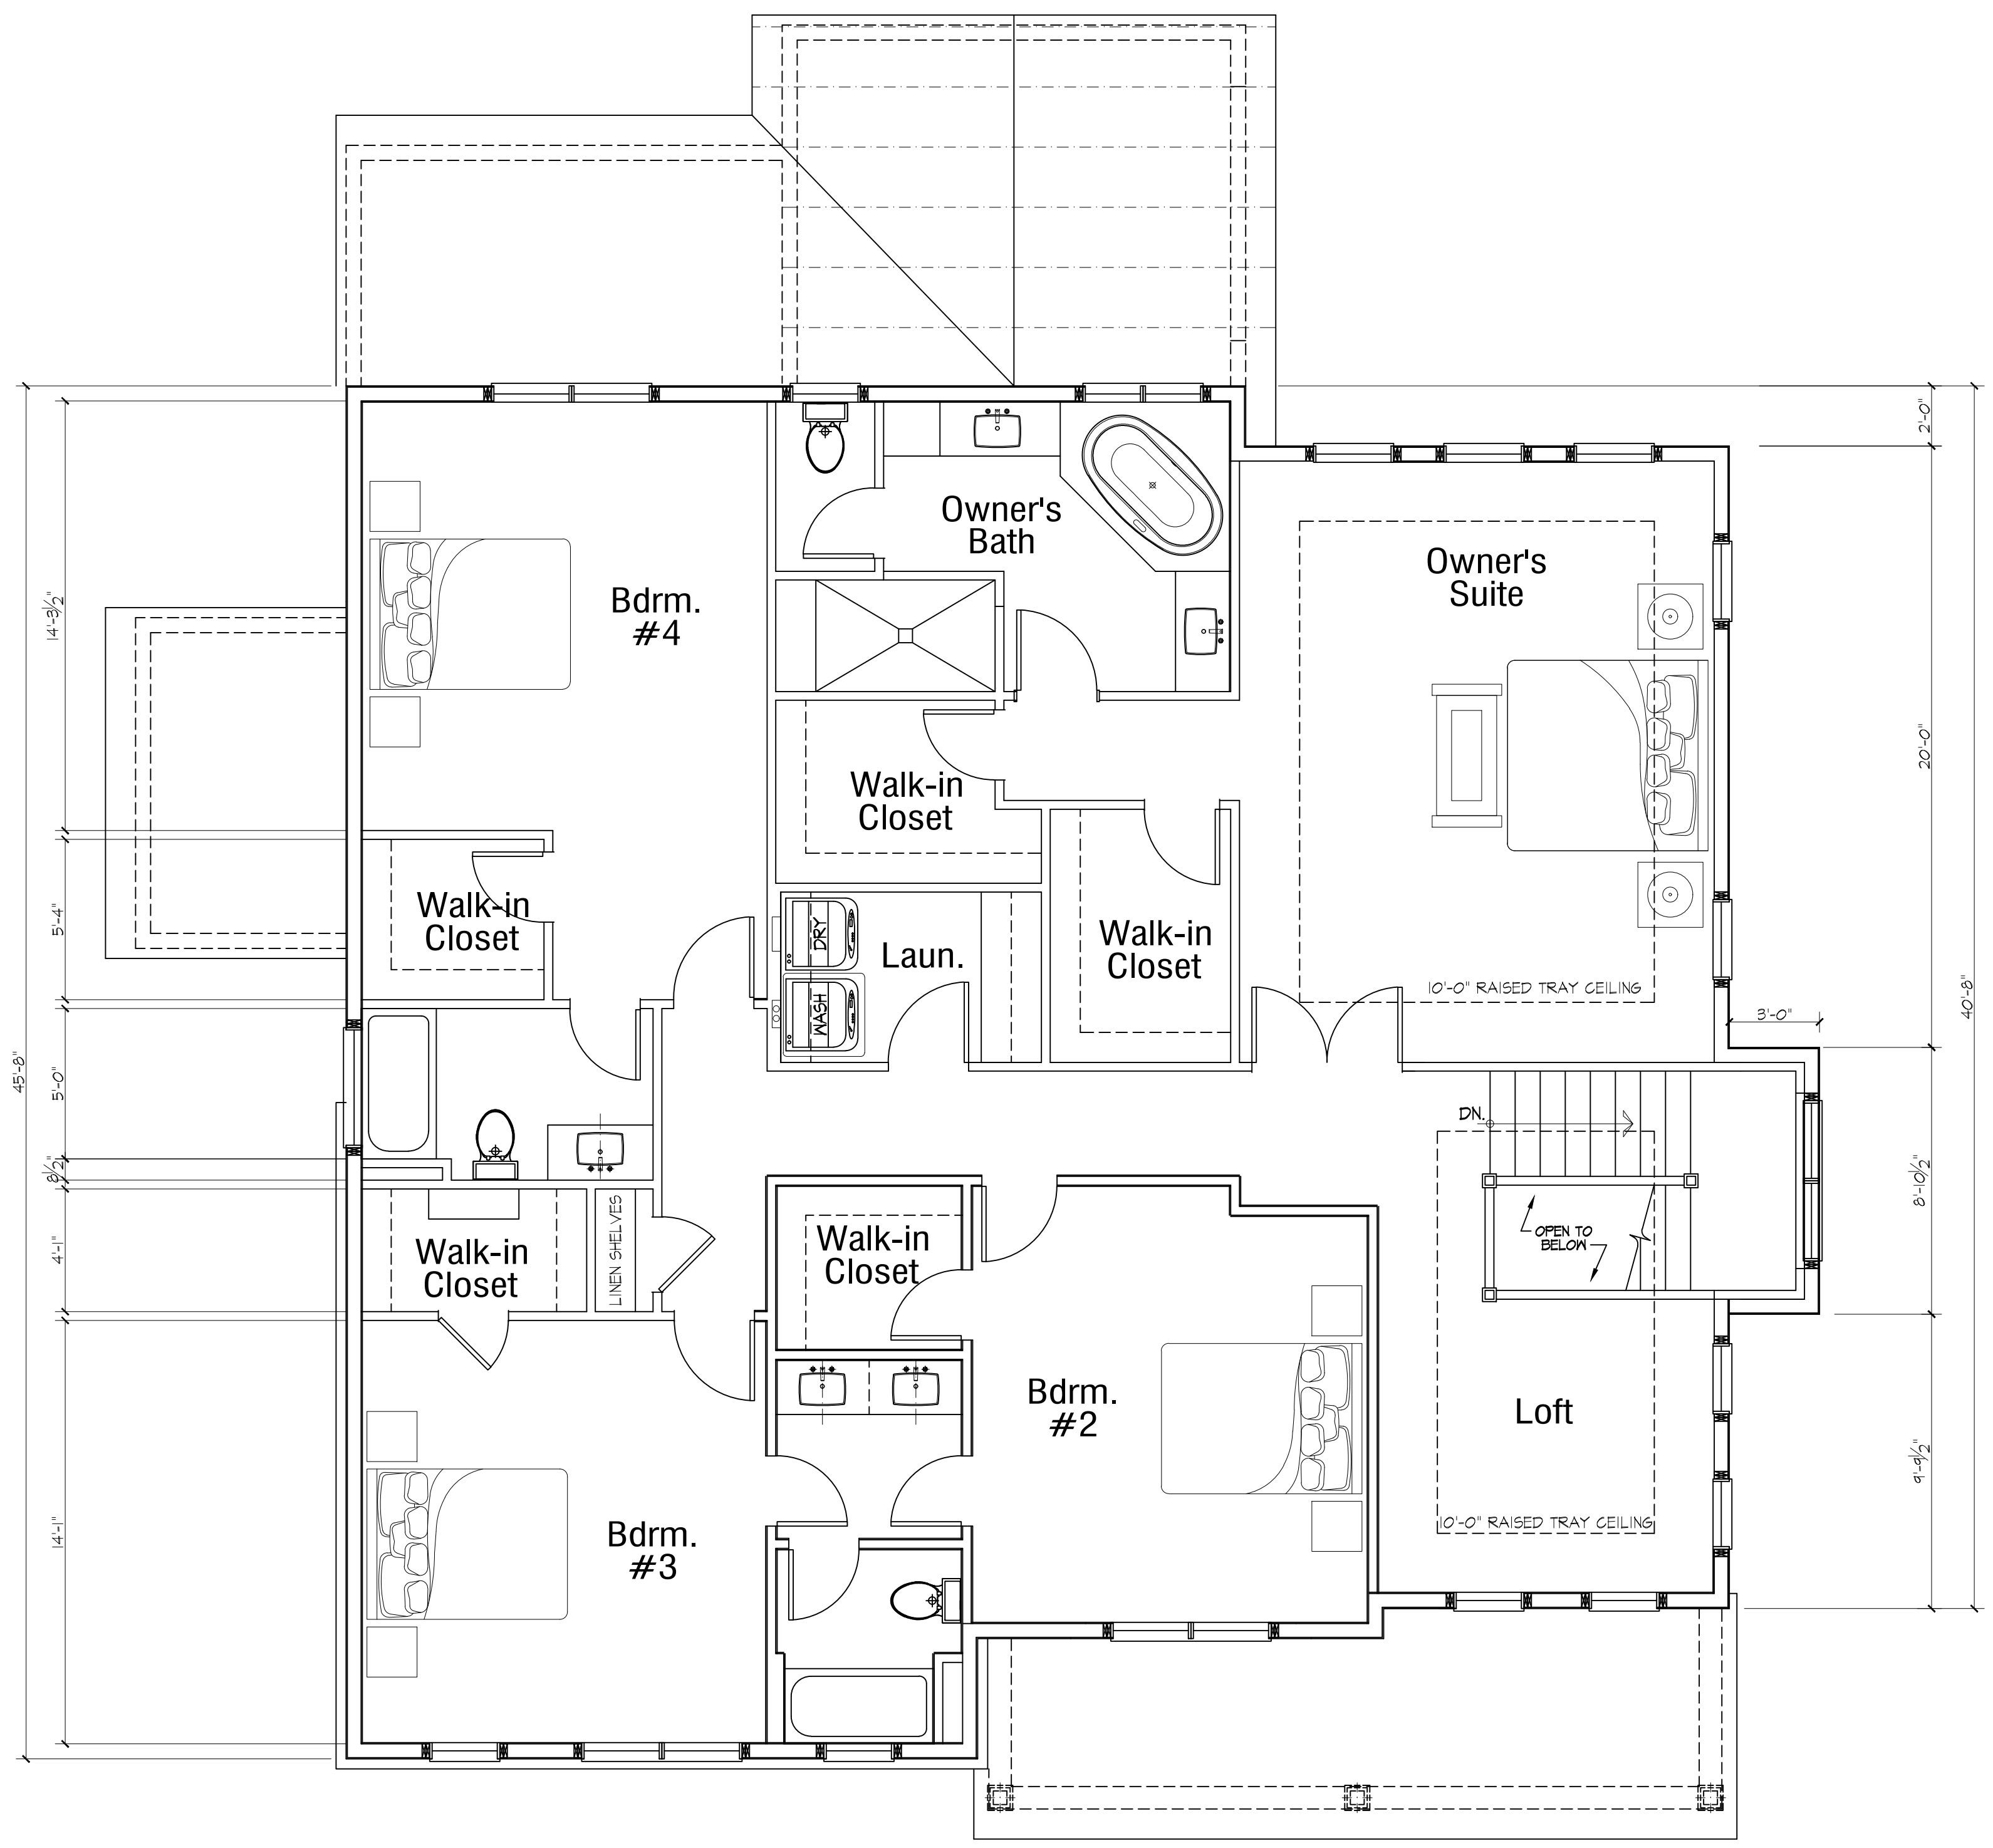 2'-0"
Owner's
Bath
Owner's
Suite
Bdrm.
#4
14'-3½"
20'-0"
Walk-in
Closet
Walk-in
Closet
5'-4"
DRY
Laun.
Walk-in
Closet
WASH
10'-0" RAISED TRAY CEILING
40'-8"
3'-0"
45'-8"
5'-0"
DN.
8½"
8'-10½"
OPEN TO
BELOW
LINEN SHELVES
Walk-in
Closet
Walk-in
Closet
4'-1"
Bdrm.
#2
Loft
9'-9½"
10'-0" RAISED TRAY CEILING
14'-1"
Bdrm.
#3